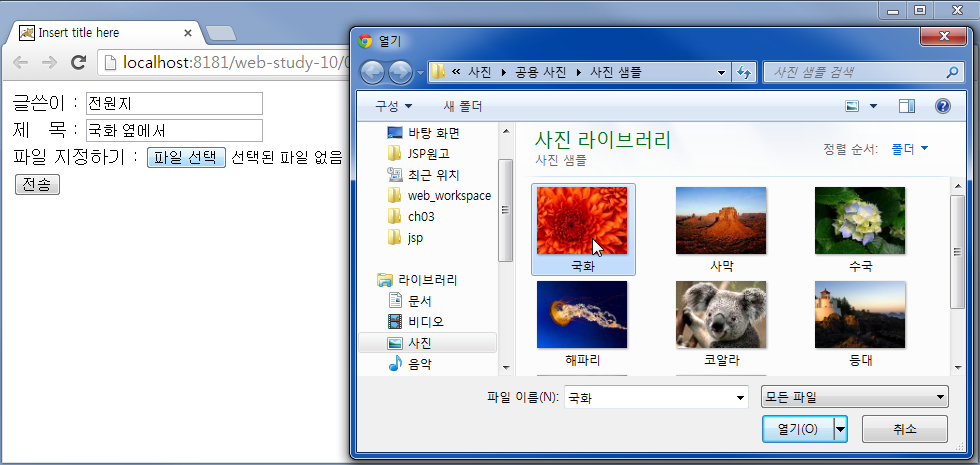 Insert title here
localhost:8181/web-study-10/0
글쓴이 : 전원지
제 목 : 국화 옆에서
파일 지정하기 : 파일 선택 선택된 파일 없음
전송
열기
« 사진 공용 사진 사진 샘플
사진 샘플 검색
구성 새 폴더
바탕 화면
JSP원고
최근 위치
web_workspace
ch03
jsp
라이브러리
문서
비디오
사진
음악
사진 라이브러리
사진 샘플
정렬 순서: 폴더
국화 사막 수국
해파리 코알라 등대
파일 이름(N): 국화
모든 파일
열기(O) 취소